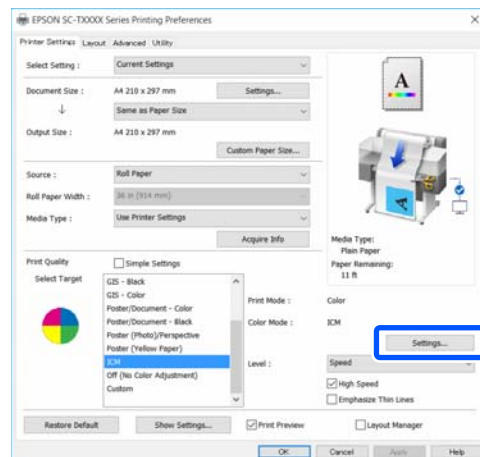 EPSON SC-TXXXX Series Printing Preferences
Printer Settings Layout Advanced Utility
Select Setting : Current Settings
Document Size : A4 210 x 297 mm Settings...
Same as Paper Size
Output Size : A4 210 x 297 mm
Custom Paper Size...
Source : Roll Paper
Roll Paper Width : 36 in (914 mm)
Media Type : Use Printer Settings
Acquire Info
A
A
Media Type:
Plain Paper
Paper Remaining:
11 ft
Print Quality Simple Settings
Select Target
GIS - Black
GIS - Color
Poster/Document - Color
Poster/Document - Black
Poster (Photo)/Perspective
Poster (Yellow Paper)
ICM
Off (No Color Adjustment)
Custom
Print Mode : Color
Color Mode : ICM
Settings...
Level : Speed
High Speed
Emphasize Thin Lines
Restore Default Show Settings... Print Preview Layout Manager
OK Cancel Apply Help